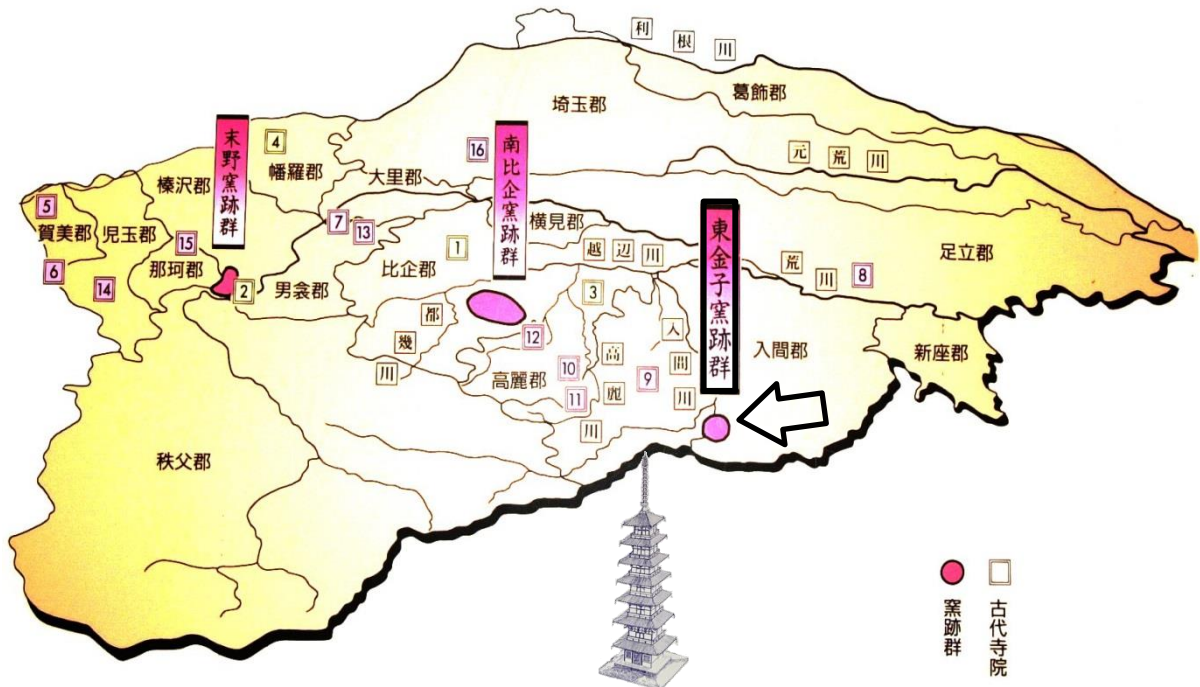 利根川
葛飾郡
埼玉郡
元荒川
末野窯跡群
4
幡羅郡
榛沢郡
大里郡
16
南比企窯跡群
横見郡
東金子窯跡群
足立郡
5
賀美郡
児玉郡
15
7
13
1
越辺川
荒川
8
6
14
那珂郡
2
男衾郡
比企郡
3
都幾川
12
高麗郡
10
11
高麗川
9
入間川
入間郡
新座郡
秩父郡
古代寺院
窯跡群